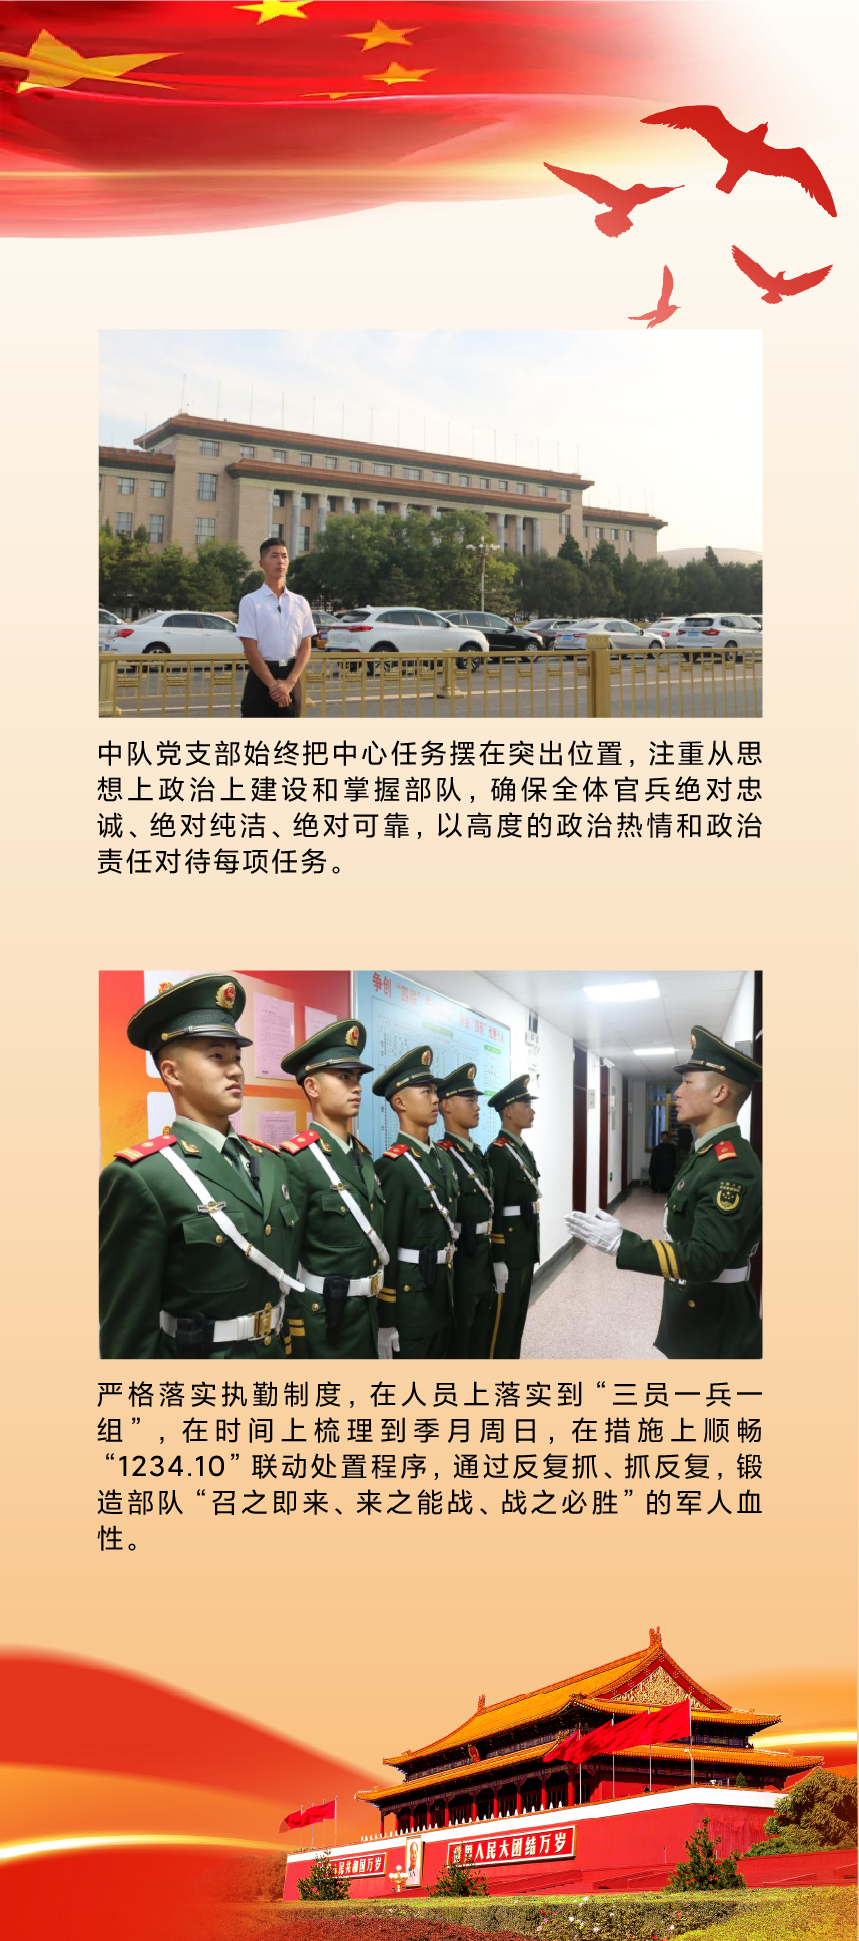 中队党支部始终把中心任务摆在突出位置，注重从思
想上政治上建设和掌握部队，确保全体官兵绝对忠
诚、绝对纯洁、绝对可靠，以高度的政治热情和政治
责任对待每项任务。
争创“四铁”
严格落实执勤制度，在人员上落实到“三员一兵一
组”，在时间上梳理到季月周日，在措施上顺畅
“1234.10”联动处置程序，通过反复抓、抓反复，锻
造部队“召之即来、来之能战、战之必胜”的军人血
性。
人民共和国万岁
世界人民大团结万岁